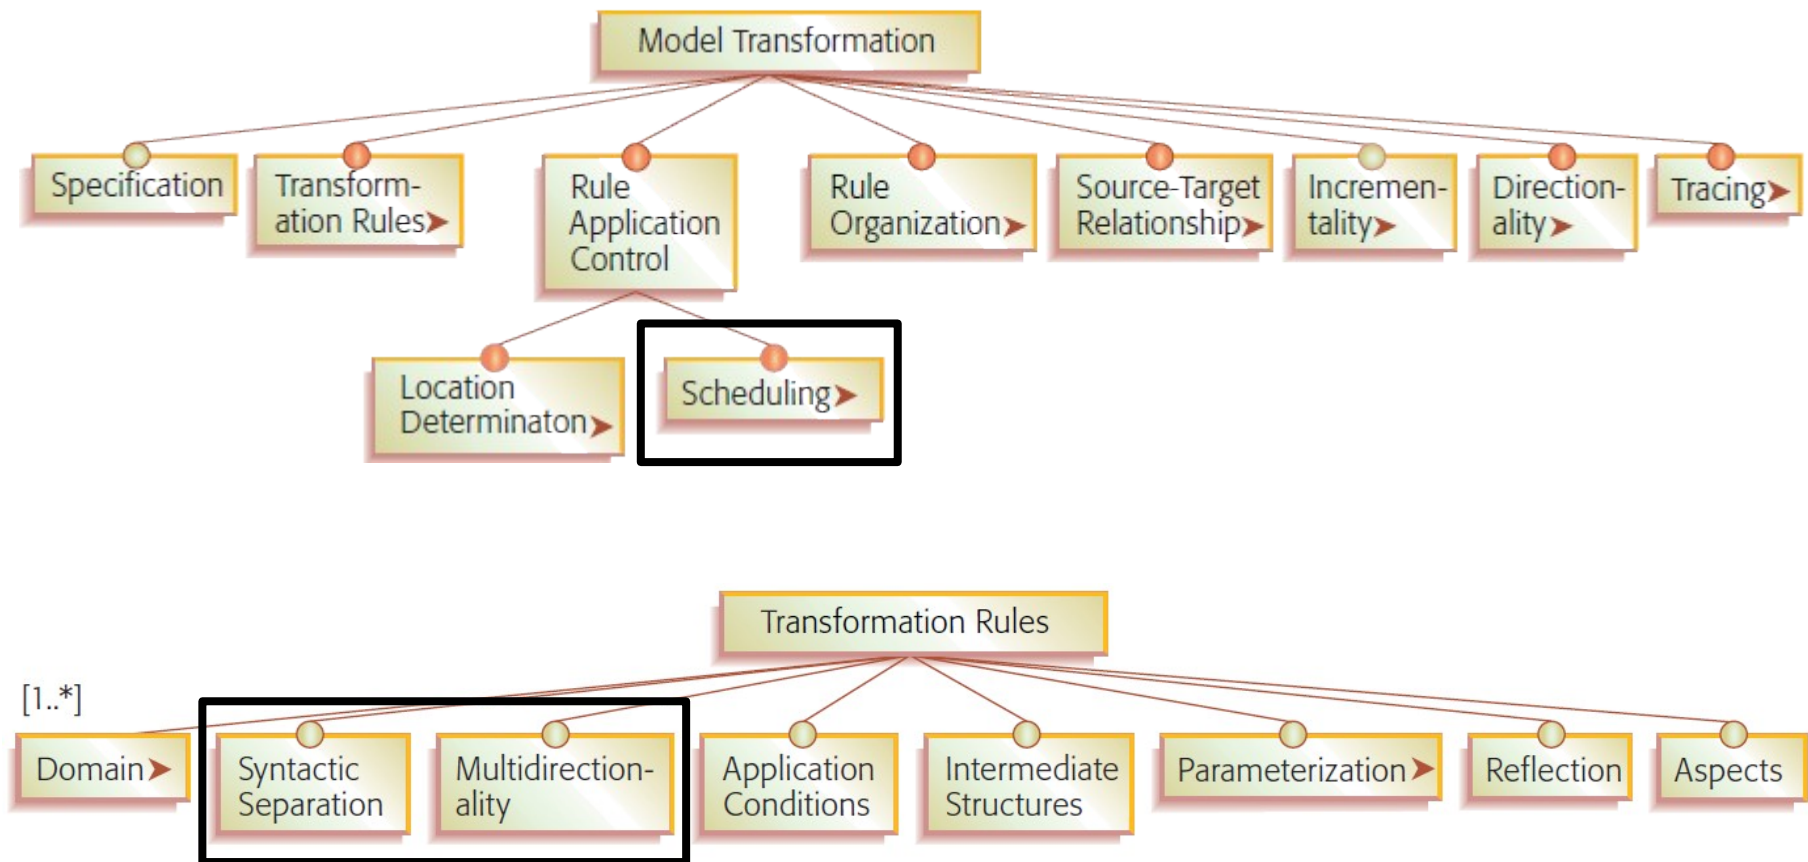 Model Transformation
Specification
Transform-
ation Rules
Rule
Application
Control
Rule
Organization
Source-Target
Relationship
Incremen-
tality
Direction-
ality
Tracing
Location
Determinaton
Scheduling
Transformation Rules
[1..*]
Domain
Syntactic
Separation
Multidirection-
ality
Application
Conditions
Intermediate
Structures
Parameterization
Reflection
Aspects